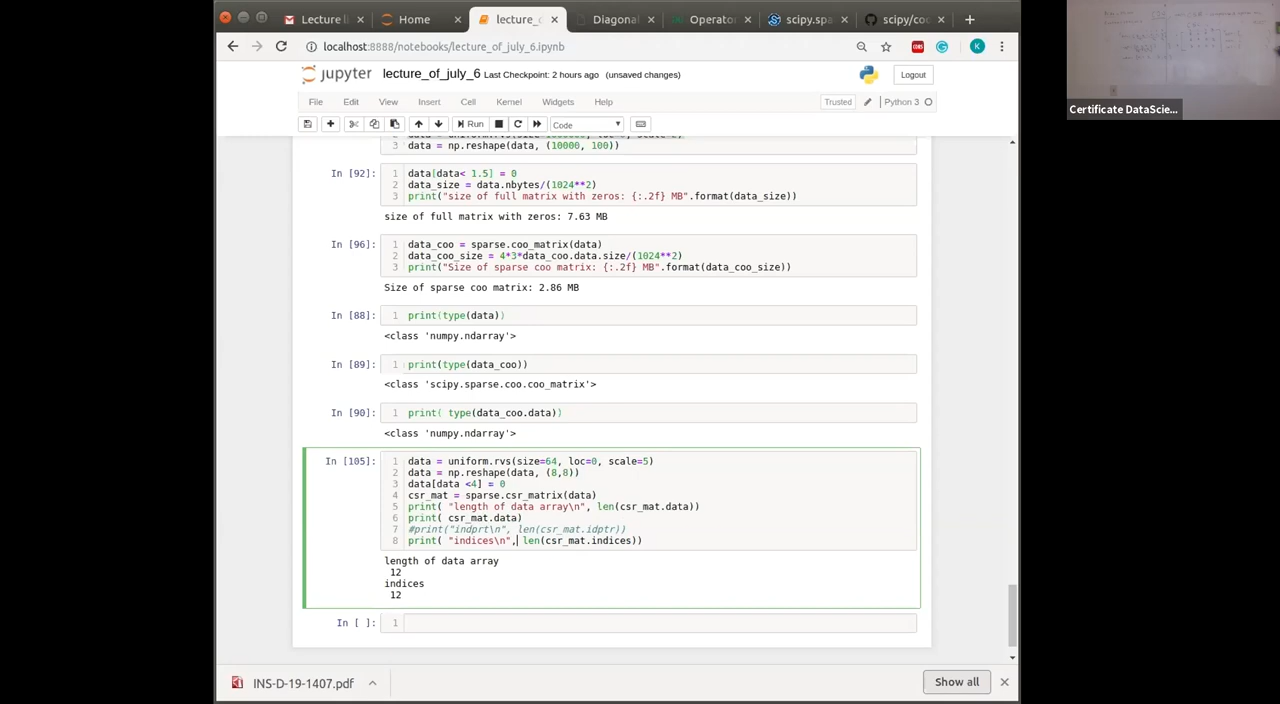 Lecture li
Home
lecture_
Diagonal
Operator
scipy.spa
scipy/coo
localhost:8888/notebooks/lecture_of_july_6.ipynb
CORS
K
jupyter lecture_of_july_6 Last Checkpoint: 2 hours ago (unsaved changes)
Logout
File Edit View Insert Cell Kernel Widgets Help
Trusted
Python 3
Run
Code
3 data = np.reshape(data, (10000, 100))
In [92]: 1 data[data< 1.5] = 0
2 data_size = data.nbytes/(1024**2)
3 print("size of full matrix with zeros: {:.2f} MB".format(data_size))
size of full matrix with zeros: 7.63 MB
In [96]: 1 data_coo = sparse.coo_matrix(data)
2 data_coo_size = 4*3*data_coo.data.size/(1024**2)
3 print("Size of sparse coo matrix: {:.2f} MB".format(data_coo_size))
Size of sparse coo matrix: 2.86 MB
In [88]: 1 print(type(data))
<class 'numpy.ndarray'>
In [89]: 1 print(type(data_coo))
<class 'scipy.sparse.coo.coo_matrix'>
In [90]: 1 print( type(data_coo.data))
<class 'numpy.ndarray'>
In [105]: 1 data = uniform.rvs(size=64, loc=0, scale=5)
2 data = np.reshape(data, (8,8))
3 data[data <4] = 0
4 csr_mat = sparse.csr_matrix(data)
5 print( "length of data array\n", len(csr_mat.data))
6 print( csr_mat.data)
7 #print("indprt\n", len(csr_mat.idptr))
8 print( "indices\n", len(csr_mat.indices))
length of data array
12
indices
12
In [ ]: 1
INS-D-19-1407.pdf
Show all
Certificate DataScie...